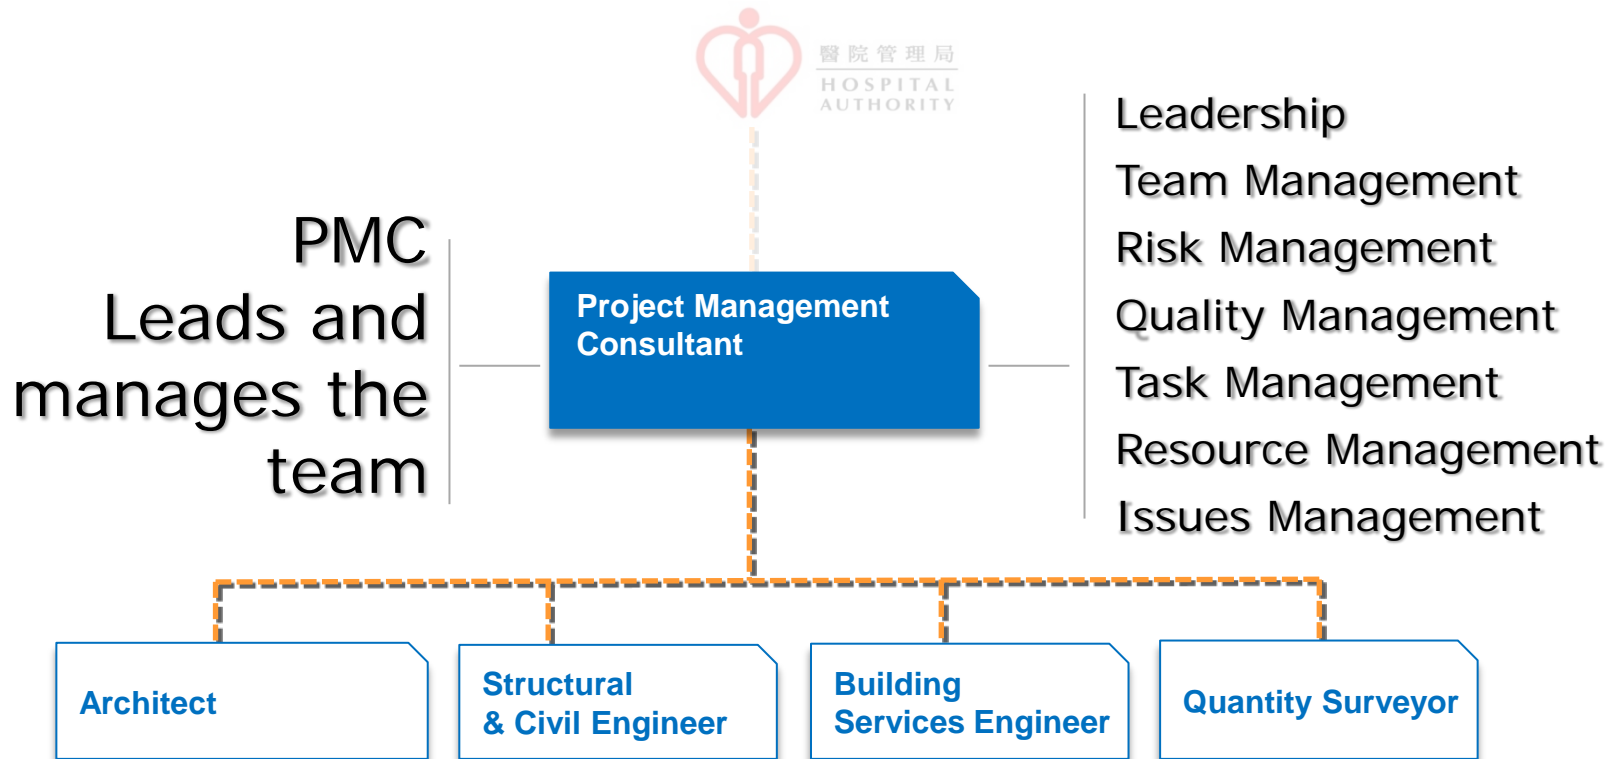 醫院管理局
HOSPITAL
AUTHORITY
PMC
Leads and
manages the
team
Project Management
Consultant
Leadership
Team Management
Risk Management
Quality Management
Task Management
Resource Management
Issues Management
Architect
Structural
& Civil Engineer
Building
Services Engineer
Quantity Surveyor